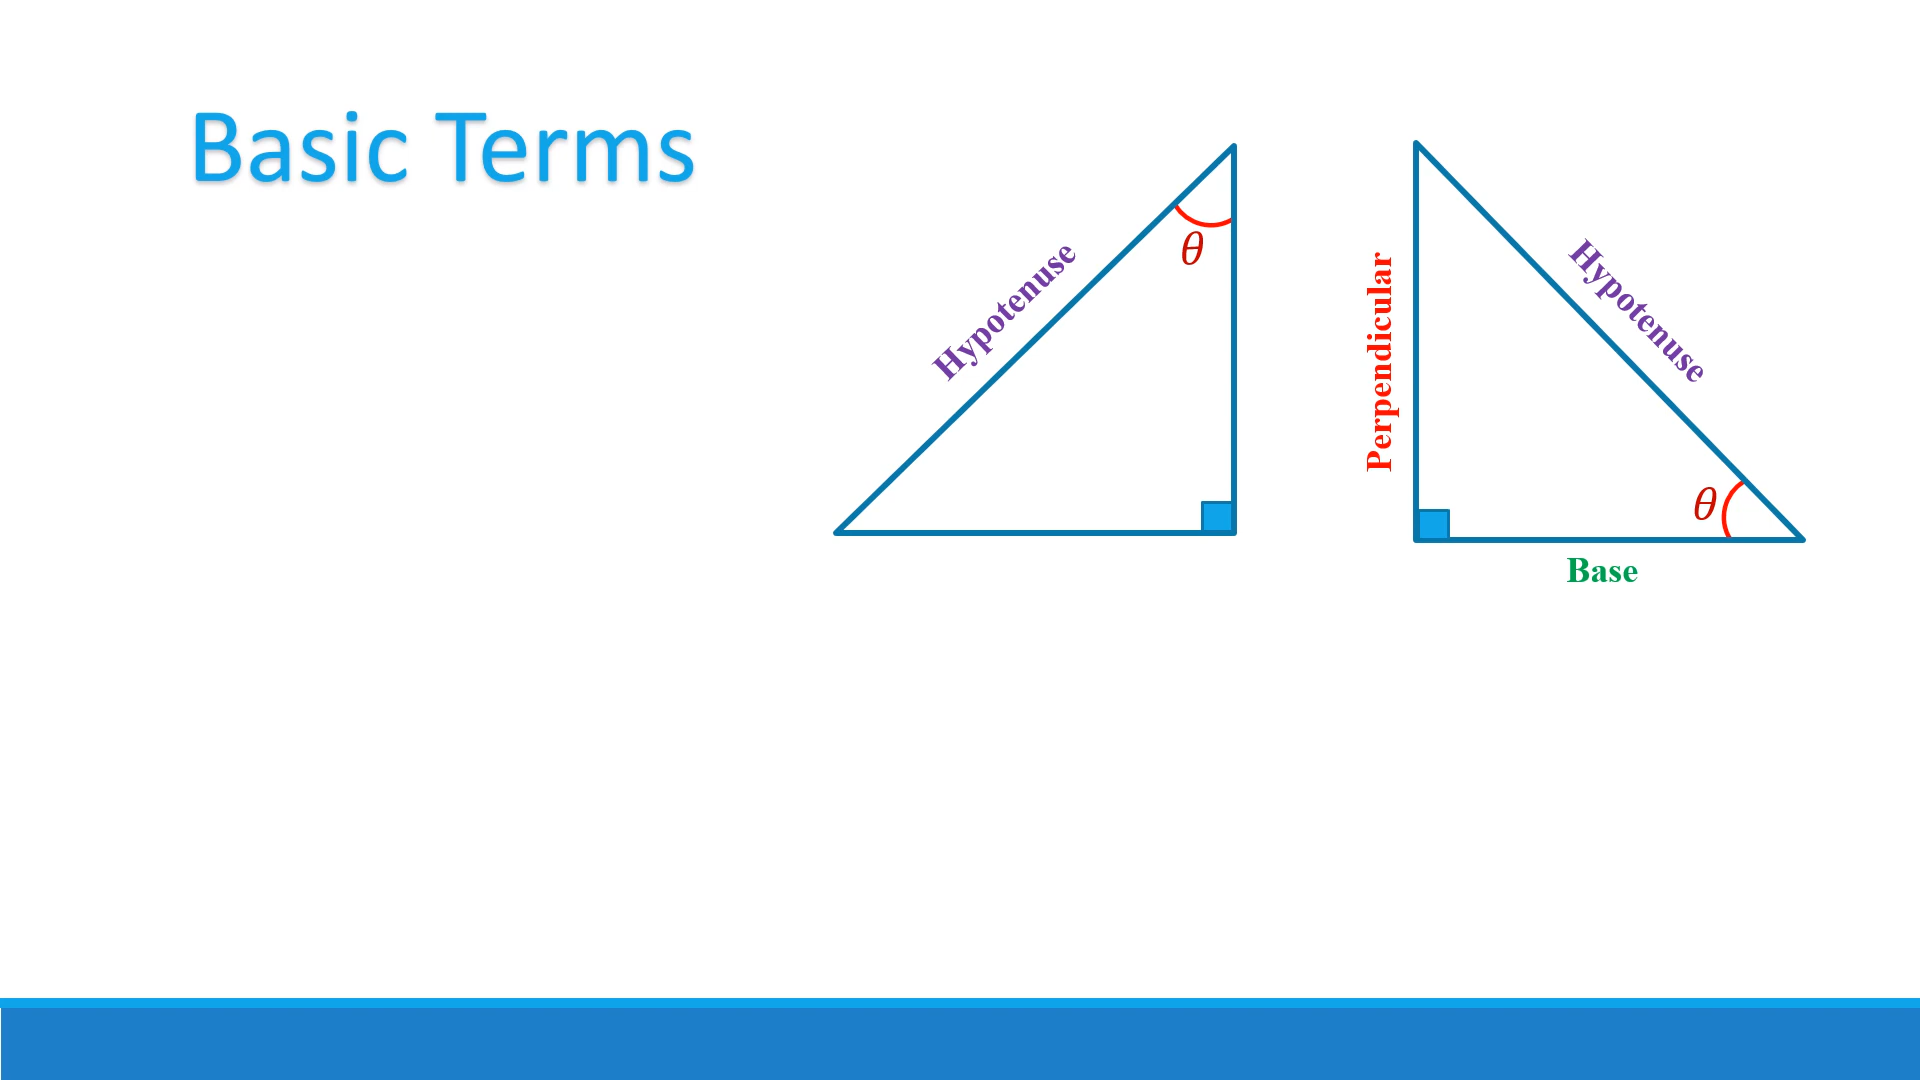 Basic Terms
Hypotenuse
θ
Perpendicular
Hypotenuse
θ
Base